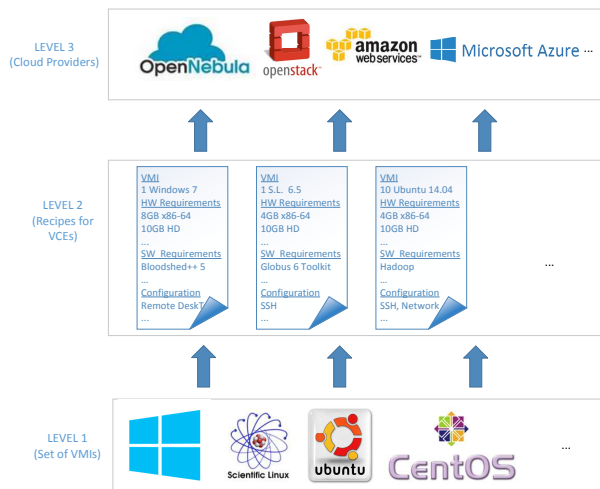 LEVEL 3
(Cloud Providers)
OpenNebula
openstack™
amazon
webservices™
Microsoft Azure ...
LEVEL 2
(Recipes for
VCEs)
VMI
1 Windows 7
HW Requirements
8GB x86-64
10GB HD
...
SW Requirements
Bloodshed++ 5
...
Configuration
Remote DeskT
...
VMI
1 S.L. 6.5
HW Requirements
4GB x86-64
10GB HD
...
SW Requirements
Globus 6 Toolkit
...
Configuration
SSH
...
VMI
10 Ubuntu 14.04
HW Requirements
4GB x86-64
10GB HD
...
SW Requirements
Hadoop
...
Configuration
SSH, Network
...
...
LEVEL 1
(Set of VMIs)
Scientific Linux
ubuntu
CentOS
...